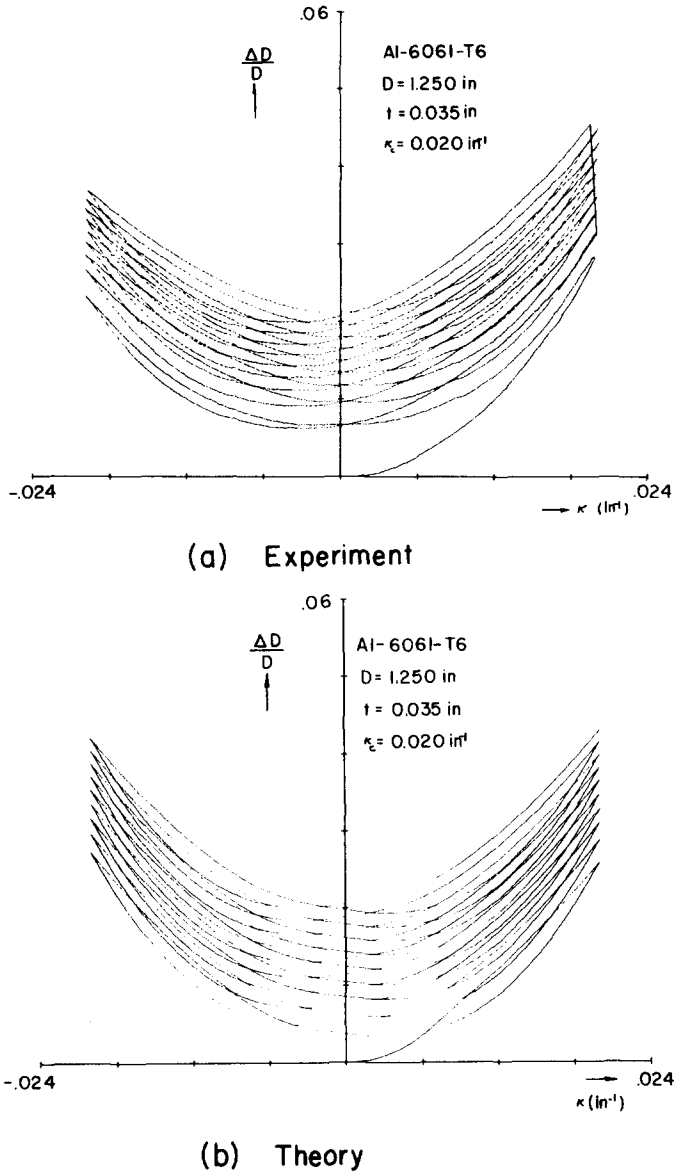 .06
ΔD
D
Al-6061-T6
D = 1.250 in
t = 0.035 in
κc = 0.020 in⁻¹
-.024
.024
κ (in⁻¹)
(a) Experiment
.06
ΔD
D
Al-6061-T6
D = 1.250 in
t = 0.035 in
κc = 0.020 in⁻¹
-.024
.024
κ (in⁻¹)
(b) Theory